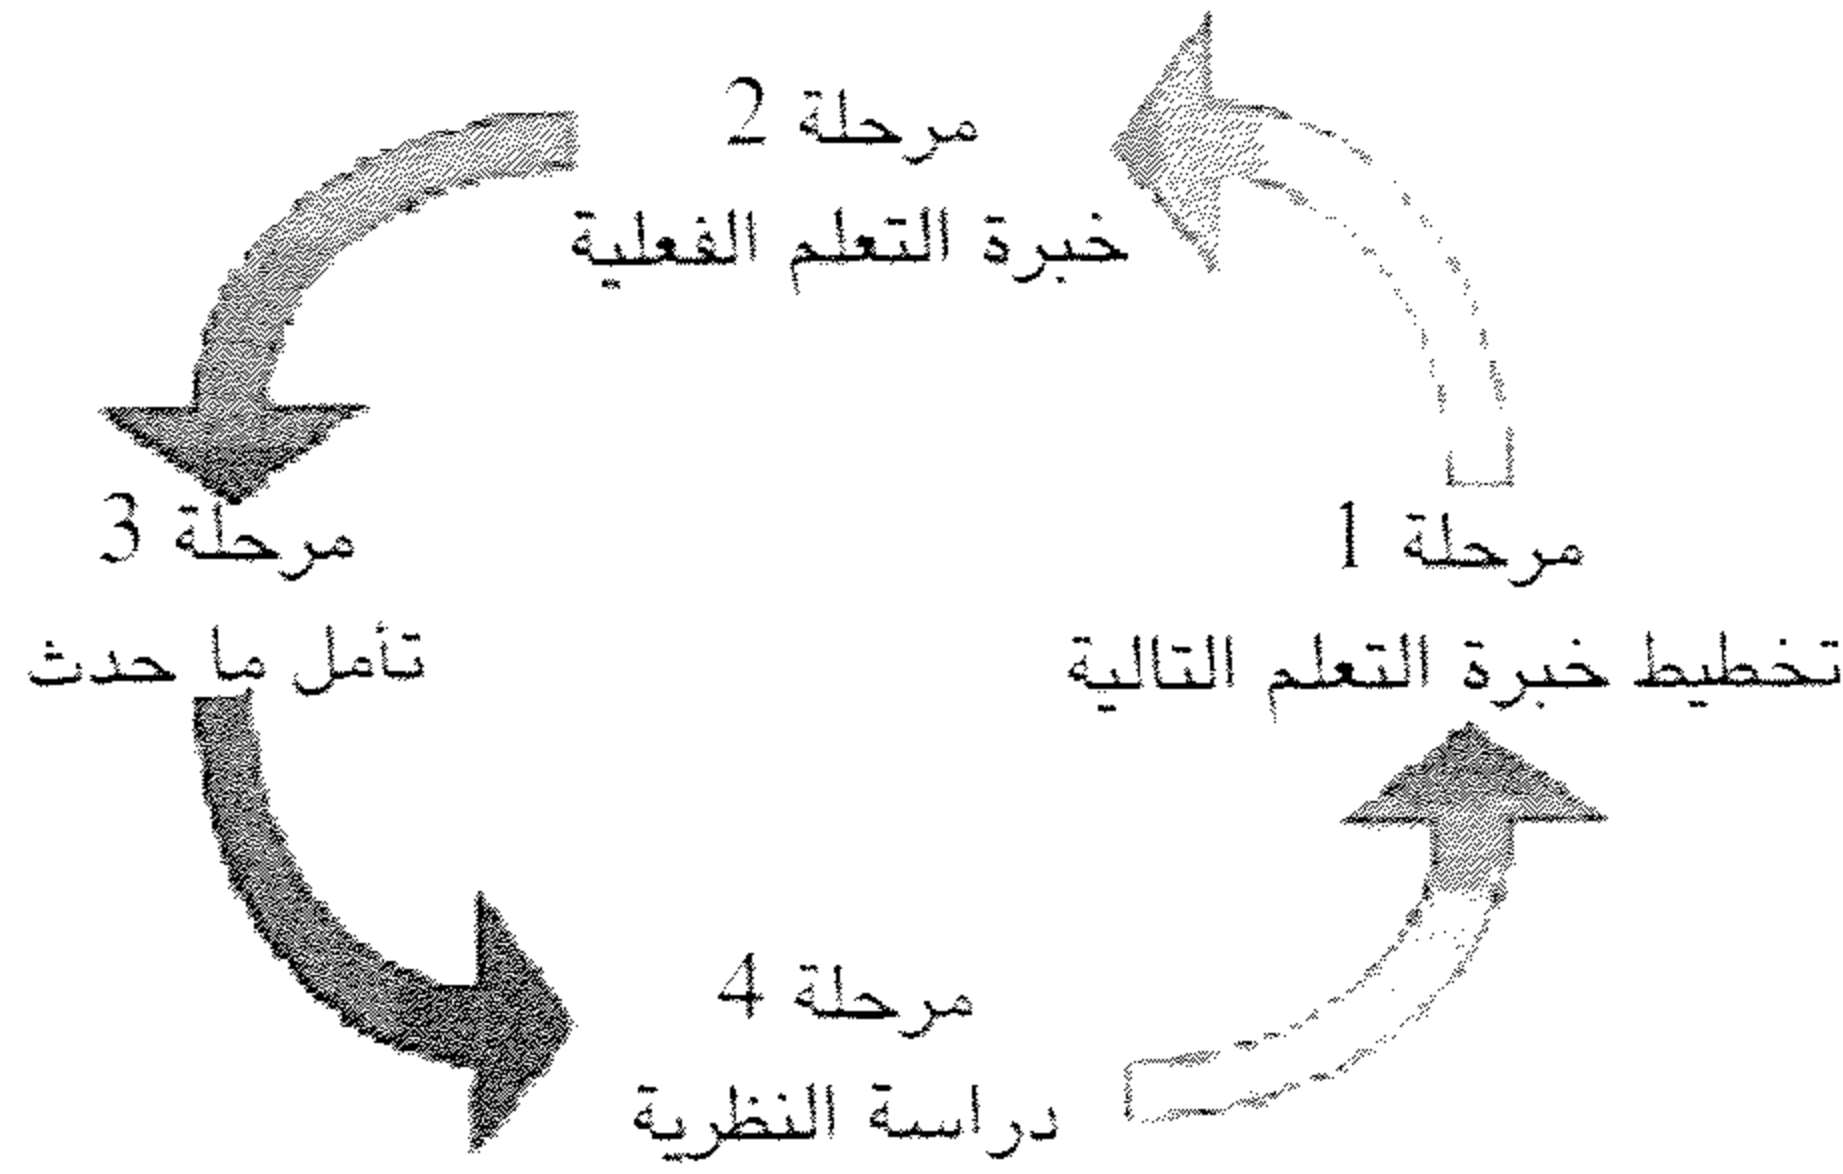 مرحلة 1
تخطيط خبرة التعلم التالية
مرحلة 2
خبرة التعلم الفعلية
مرحلة 3
تأمل ما حدث
مرحلة 4
دراسة النظرية